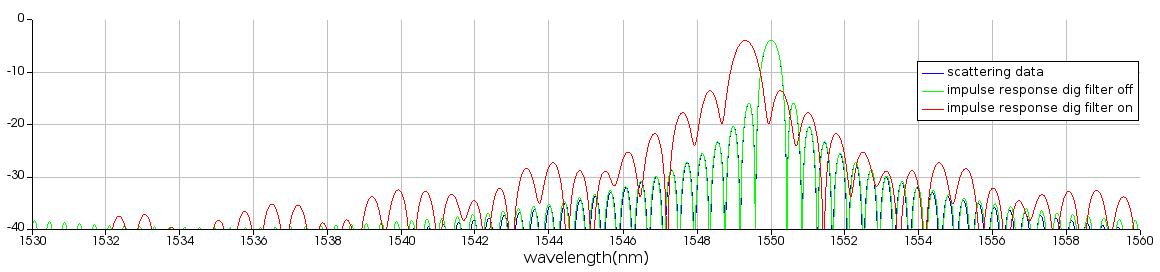 0
-10
-20
-30
-40
scattering data
impulse response dig filter off
impulse response dig filter on
1530 1532 1534 1536 1538 1540 1542 1544 1546 1548 1550 1552 1554 1556 1558 1560
wavelength(nm)